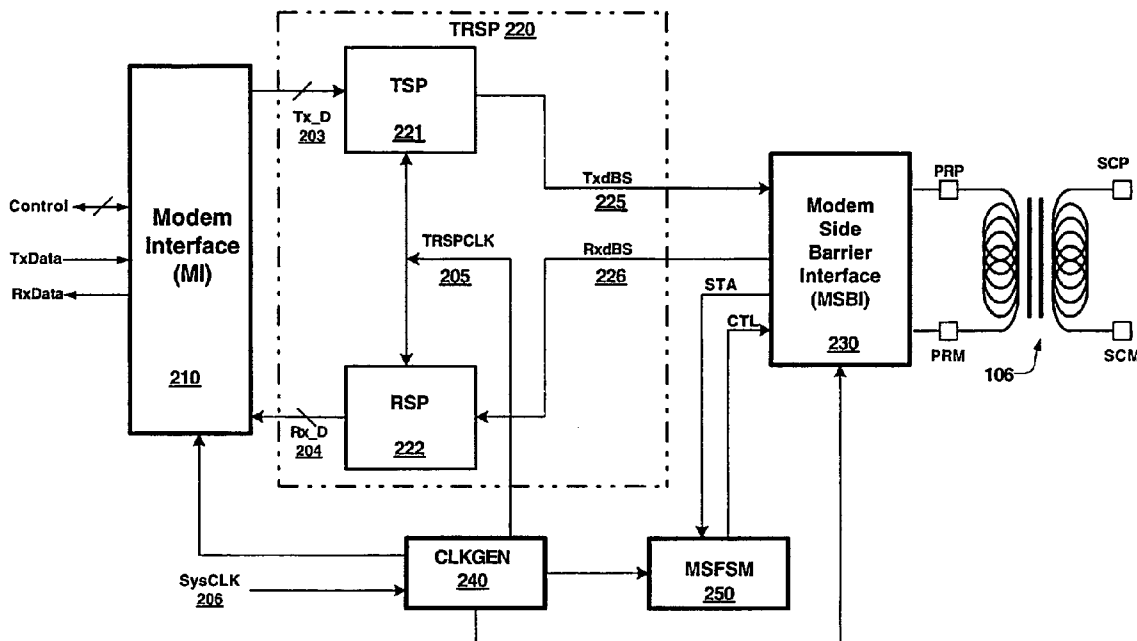 TRSP 220
TSP
221
Tx_D
203
Control
TxData
RxData
Modem
Interface
(MI)
210
TRSPCLK
205
TxdBS
225
RxdBS
226
STA
CTL
Modem
Side
Barrier
Interface
(MSBI)
230
PRP
SCP
PRM
SCM
106
RSP
222
Rx_D
204
CLKGEN
240
SysCLK
206
MSFSM
250